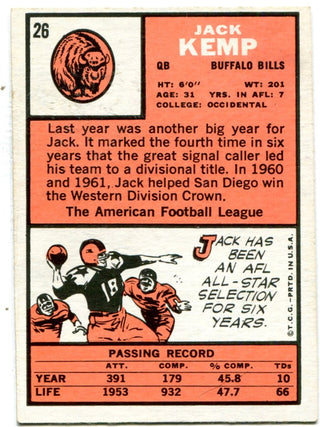 26
JACK
KEMP
QB BUFFALO BILLS
HT: 6'0" WT: 201
AGE: 31 YRS. IN AFL: 7
COLLEGE: OCCIDENTAL
Last year was another big year for
Jack. It marked the fourth time in six
years that the great signal caller led
his team to a divisional title. In 1960
and 1961, Jack helped San Diego win
the Western Division Crown.
The American Football League
18
JACK HAS
BEEN
AN AFL
ALL-STAR
SELECTION
FOR SIX
YEARS.
©T.C.G.-PRTD. IN U.S.A.
PASSING RECORD
ATT. COMP. % COMP. TDs
YEAR 391 179 45.8 10
LIFE 1953 932 47.7 66